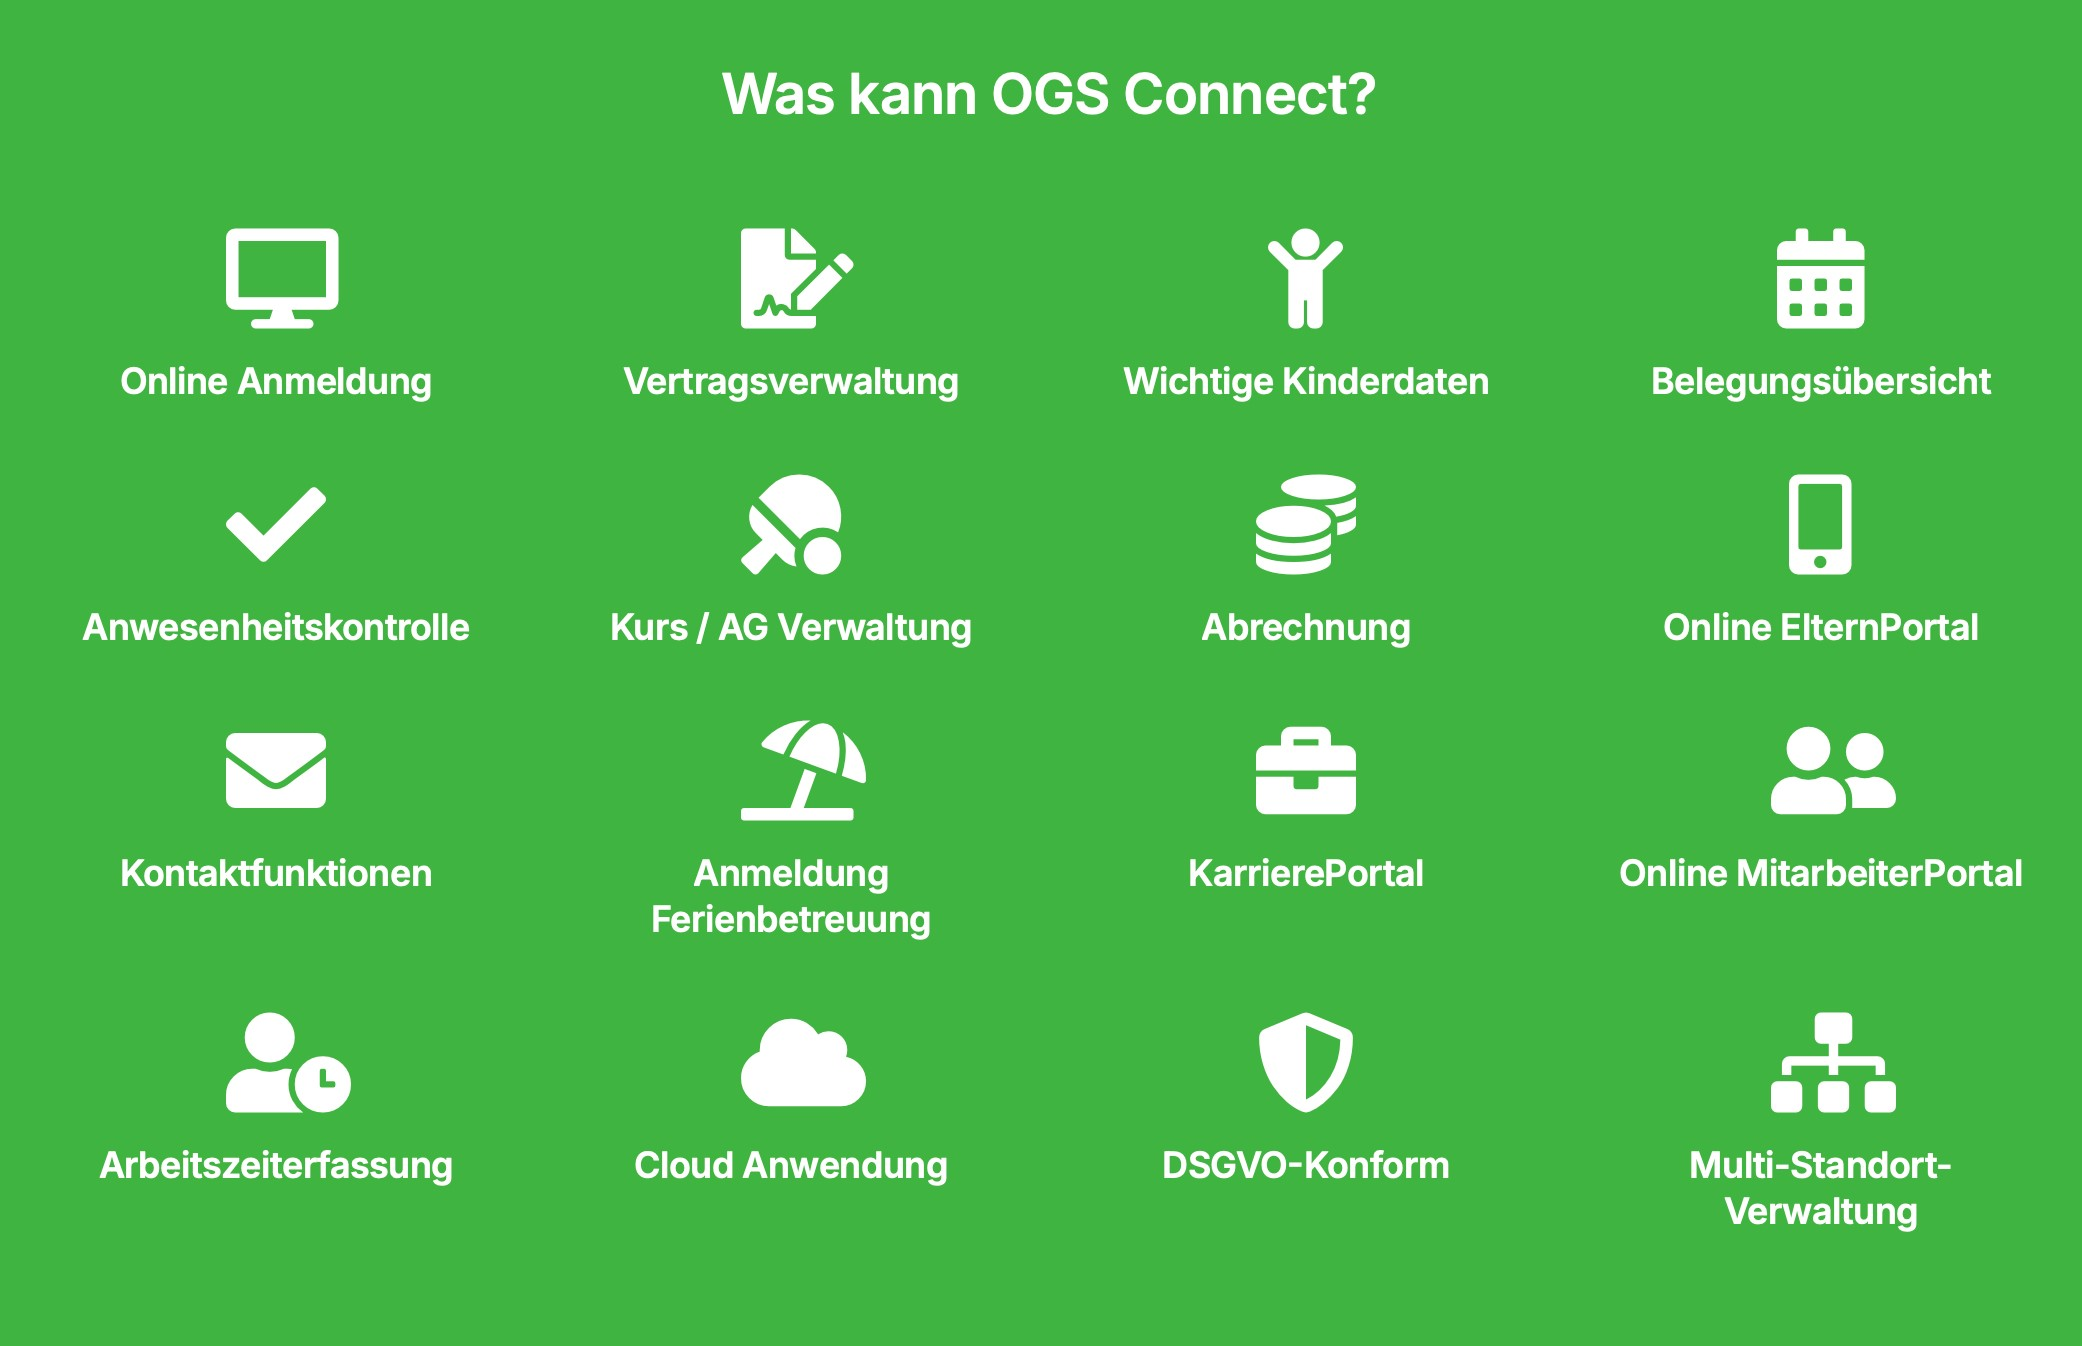 Was kann OGS Connect?
Online Anmeldung
Vertragsverwaltung
Wichtige Kinderdaten
Belegungsübersicht
Anwesenheitskontrolle
Kurs / AG Verwaltung
Abrechnung
Online ElternPortal
Kontaktfunktionen
Anmeldung
Ferienbetreuung
KarrierePortal
Online MitarbeiterPortal
Arbeitszeiterfassung
Cloud Anwendung
DSGVO-Konform
Multi-Standort-
Verwaltung